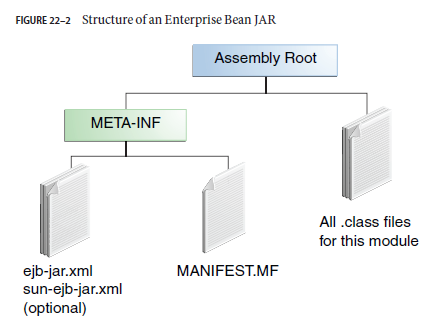 FIGURE 22–2 Structure of an Enterprise Bean JAR
Assembly Root
META-INF
All .class files
for this module
ejb-jar.xml
sun-ejb-jar.xml
(optional)
MANIFEST.MF